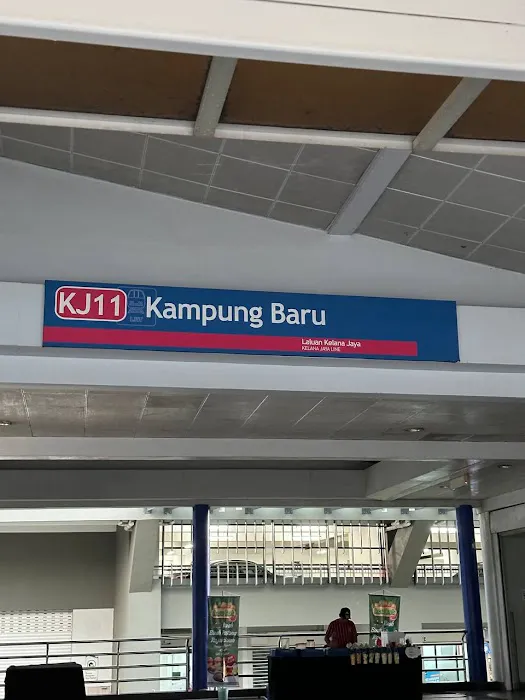 KJ11 Kampung Baru
Laluan Kelana Jaya
KELANA JAYA LINE